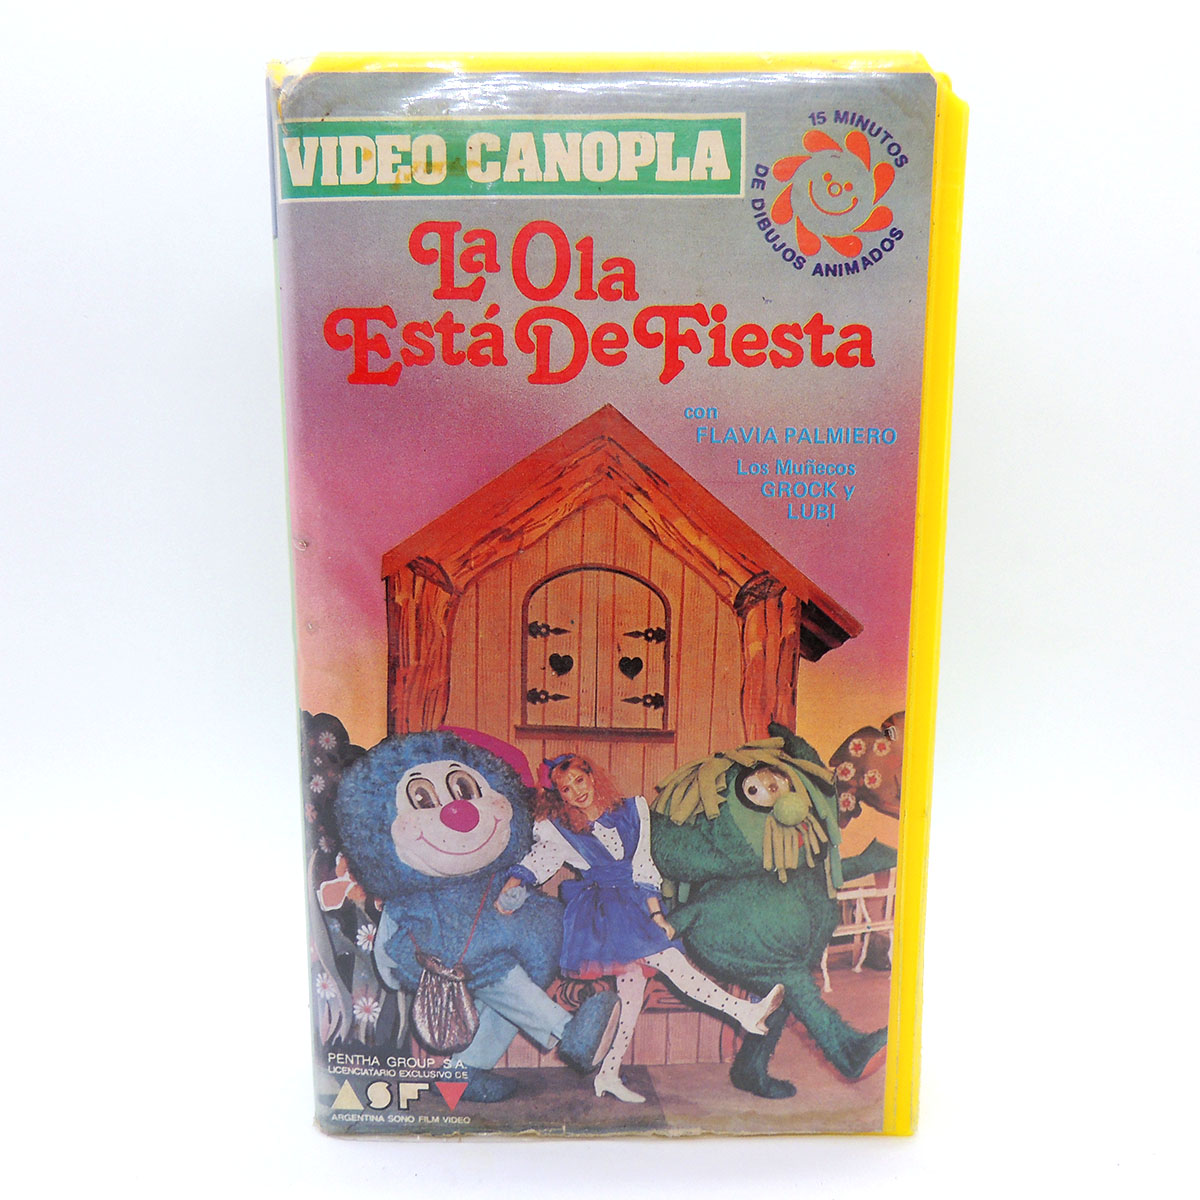 VIDEO CANOPLA
15 MINUTOS
DE DIBUJOS ANIMADOS
La Ola
Está De Fiesta
con
FLAVIA PALMIERO
Los Muñecos
GROCK y
LUBI
PENTHA GROUP S.A.
LICENCIATARIO EXCLUSIVO DE
ASF
ARGENTINA SONO FILM VIDEO